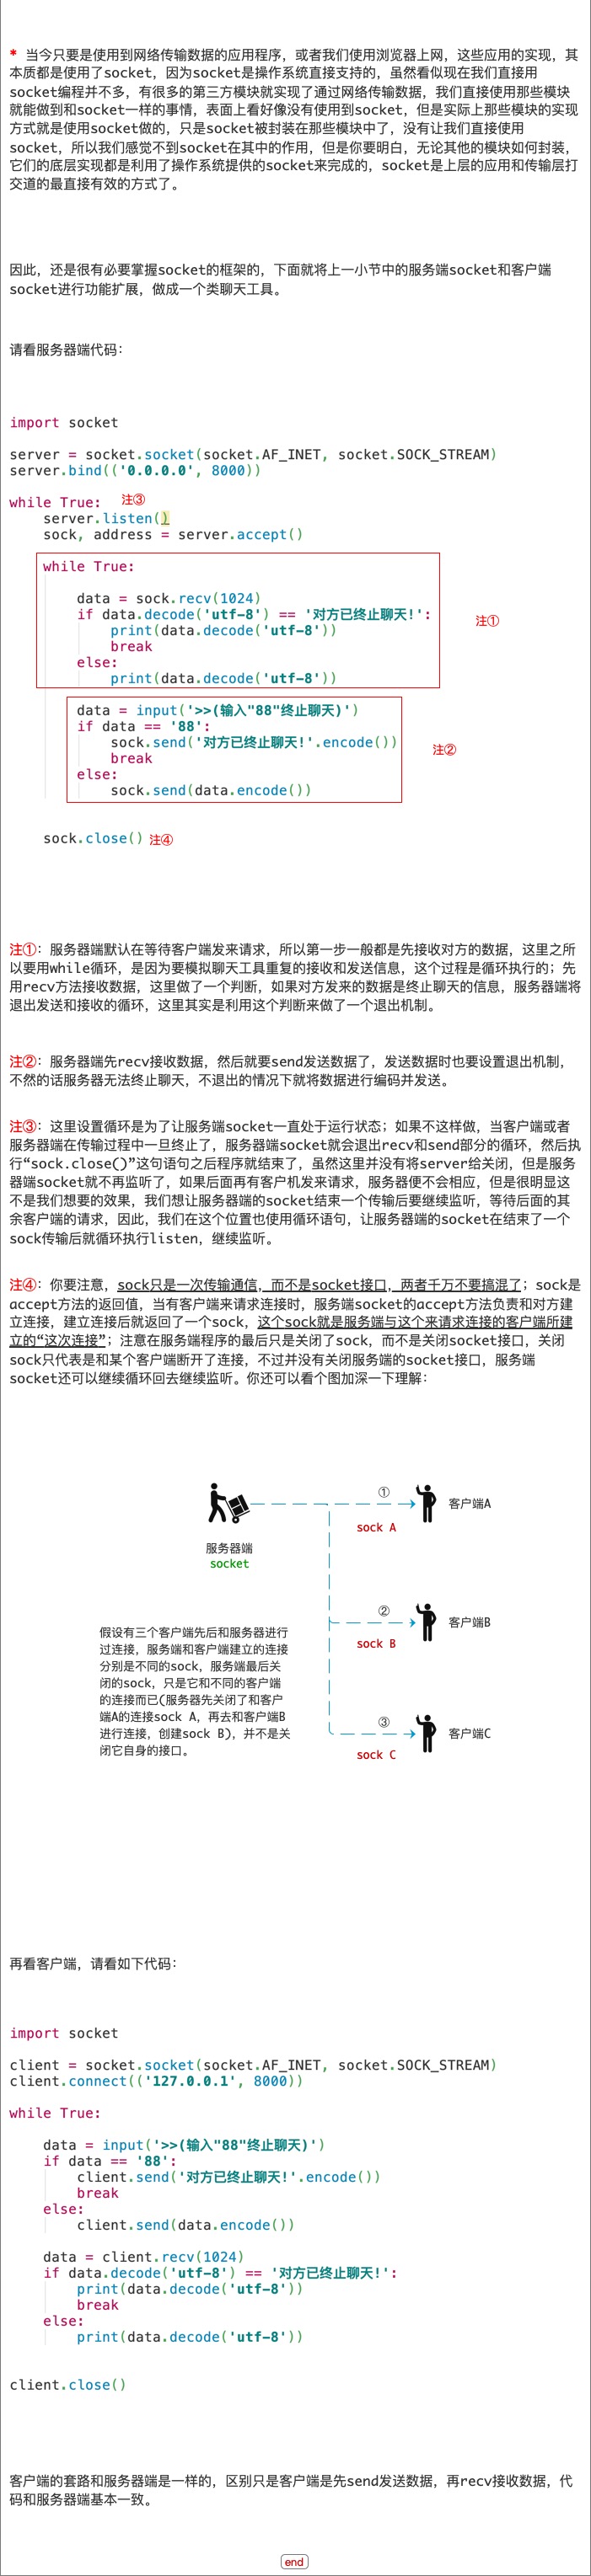 * 当今只要是使用到网络传输数据的应用程序，或者我们使用浏览器上网，这些应用的实现，其
本质都是使用了socket，因为socket是操作系统直接支持的，虽然看似现在我们直接用
socket编程并不多，有很多的第三方模块就实现了通过网络传输数据，我们直接使用那些模块
就能做到和socket一样的事情，表面上看好像没有使用到socket，但是实际上那些模块的实现
方式就是使用socket做的，只是socket被封装在那些模块中了，没有让我们直接使用
socket，所以我们感觉不到socket在其中的作用，但是你要明白，无论其他的模块如何封装，
它们的底层实现都是利用了操作系统提供的socket来完成的，socket是上层的应用和传输层打
交道的最直接有效的方式了。
因此，还是很有必要掌握socket的框架的，下面就将上一小节中的服务端socket和客户端
socket进行功能扩展，做成一个类聊天工具。
请看服务器端代码：
import socket
server = socket.socket(socket.AF_INET, socket.SOCK_STREAM)
server.bind(('0.0.0.0', 8000))
while True: 注③
server.listen()
sock, address = server.accept()
while True:
data = sock.recv(1024)
if data.decode('utf-8') == '对方已终止聊天!':
注①
print(data.decode('utf-8'))
break
else:
print(data.decode('utf-8'))
data = input('>>(输入"88"终止聊天)')
if data == '88':
sock.send('对方已终止聊天!'.encode())
注②
break
else:
sock.send(data.encode())
sock.close() 注④
注①：服务器端默认在等待客户端发来请求，所以第一步一般都是先接收对方的数据，这里之所
以要用while循环，是因为要模拟聊天工具重复的接收和发送信息，这个过程是循环执行的；先
用recv方法接收数据，这里做了一个判断，如果对方发来的数据是终止聊天的信息，服务器端将
退出发送和接收的循环，这里其实是利用这个判断来做了一个退出机制。
注②：服务器端先recv接收数据，然后就要send发送数据了，发送数据时也要设置退出机制，
不然的话服务器无法终止聊天，不退出的情况下就将数据进行编码并发送。
注③：这里设置循环是为了让服务端socket一直处于运行状态；如果不这样做，当客户端或者
服务器端在传输过程中一旦终止了，服务器端socket就会退出recv和send部分的循环，然后执
行“sock.close()”这句语句之后程序就结束了，虽然这里并没有将server给关闭，但是服务
器端socket就不再监听了，如果后面再有客户机发来请求，服务器便不会相应，但是很明显这
不是我们想要的效果，我们想让服务器端的socket结束一个传输后要继续监听，等待后面的其
余客户端的请求，因此，我们在这个位置也使用循环语句，让服务器端的socket在结束了一个
sock传输后就循环执行listen，继续监听。
注④：你要注意，sock只是一次传输通信，而不是socket接口，两者千万不要搞混了；sock是
accept方法的返回值，当有客户端来请求连接时，服务端socket的accept方法负责和对方建
立连接，建立连接后就返回了一个sock，这个sock就是服务端与这个来请求连接的客户端所建
立的“这次连接”；注意在服务端程序的最后只是关闭了sock，而不是关闭socket接口，关闭
sock只代表是和某个客户端断开了连接，不过并没有关闭服务端的socket接口，服务端
socket还可以继续循环回去继续监听。你还可以看个图加深一下理解：
①
客户端A
sock A
服务器端
socket
②
客户端B
sock B
假设有三个客户端先后和服务器进行
过连接，服务端和客户端建立的连接
分别是不同的sock，服务端最后关
闭的sock，只是它和不同的客户端
的连接而已(服务器先关闭了和客户
端A的连接sock A，再去和客户端B
进行连接，创建sock B)，并不是关
闭它自身的接口。
③
客户端C
sock C
再看客户端，请看如下代码：
import socket
client = socket.socket(socket.AF_INET, socket.SOCK_STREAM)
client.connect(('127.0.0.1', 8000))
while True:
data = input('>>(输入"88"终止聊天)')
if data == '88':
client.send('对方已终止聊天!'.encode())
break
else:
client.send(data.encode())
data = client.recv(1024)
if data.decode('utf-8') == '对方已终止聊天!':
print(data.decode('utf-8'))
break
else:
print(data.decode('utf-8'))
client.close()
客户端的套路和服务器端是一样的，区别只是客户端是先send发送数据，再recv接收数据，代
码和服务器端基本一致。
end